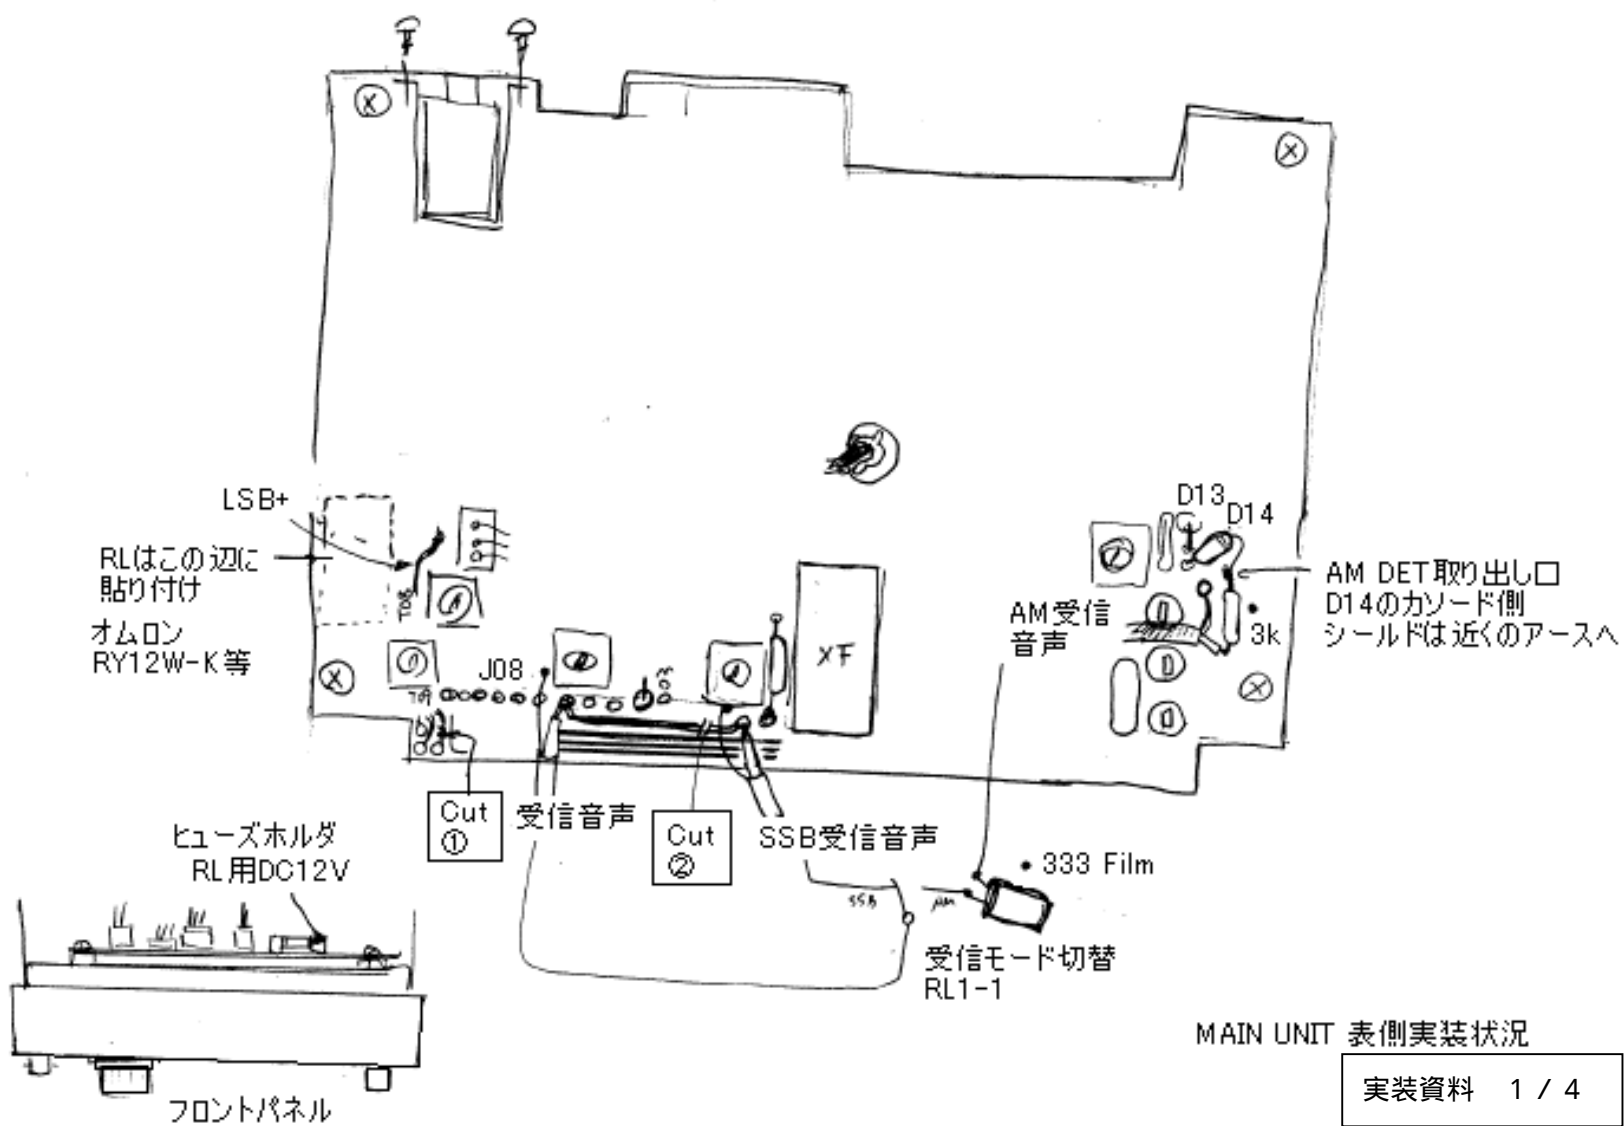 LSB+
RLはこの辺に
貼り付け
オムロン
RY12W-K等
T08
J08
T09
XF
D13
D14
AM DET取り出し口
D14のカソード側
シールドは近くのアースへ
3k
AM受信
音声
Cut
①
受信音声
Cut
②
SSB受信音声
333 Film
SSB
AM
受信モード切替
RL1-1
ヒューズホルダ
RL用DC12V
フロントパネル
MAIN UNIT 表側実装状況
実装資料　1 / 4